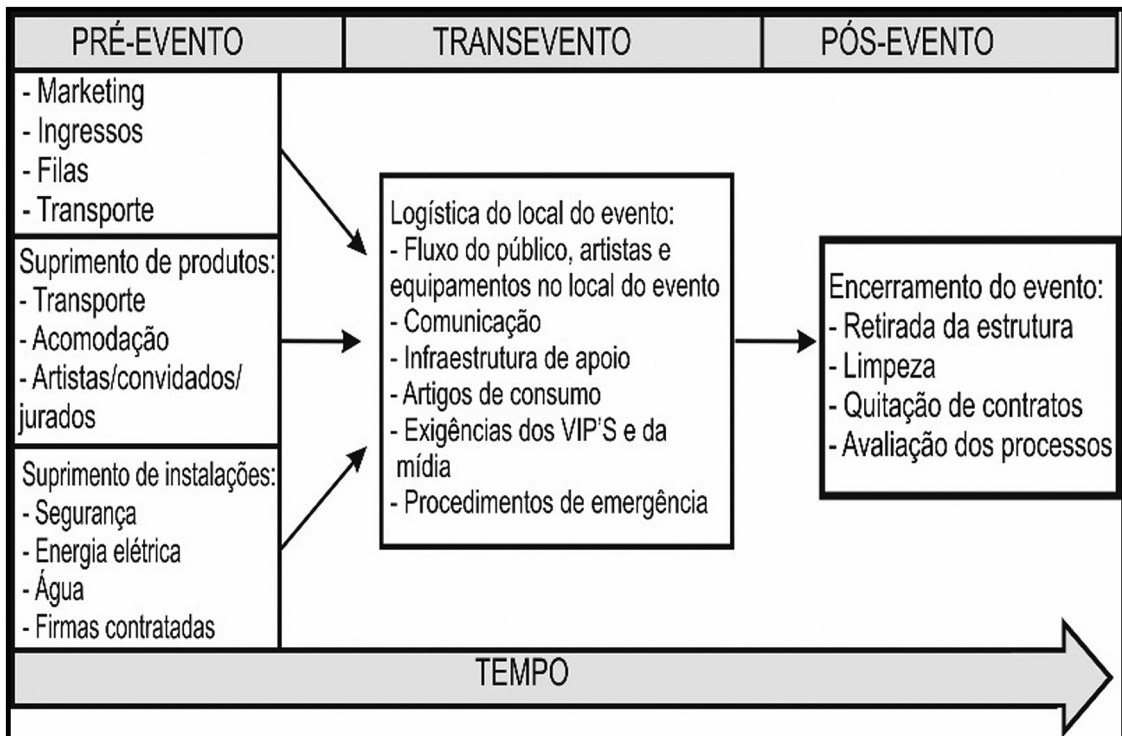 PRÉ-EVENTO
TRANSEVENTO
PÓS-EVENTO
- Marketing
- Ingressos
- Filas
- Transporte
Suprimento de produtos:
- Transporte
- Acomodação
- Artistas/convidados/
jurados
Suprimento de instalações:
- Segurança
- Energia elétrica
- Água
- Firmas contratadas
Logística do local do evento:
- Fluxo do público, artistas e
equipamentos no local do evento
- Comunicação
- Infraestrutura de apoio
- Artigos de consumo
- Exigências dos VIP'S e da
mídia
- Procedimentos de emergência
Encerramento do evento:
- Retirada da estrutura
- Limpeza
- Quitação de contratos
- Avaliação dos processos
TEMPO